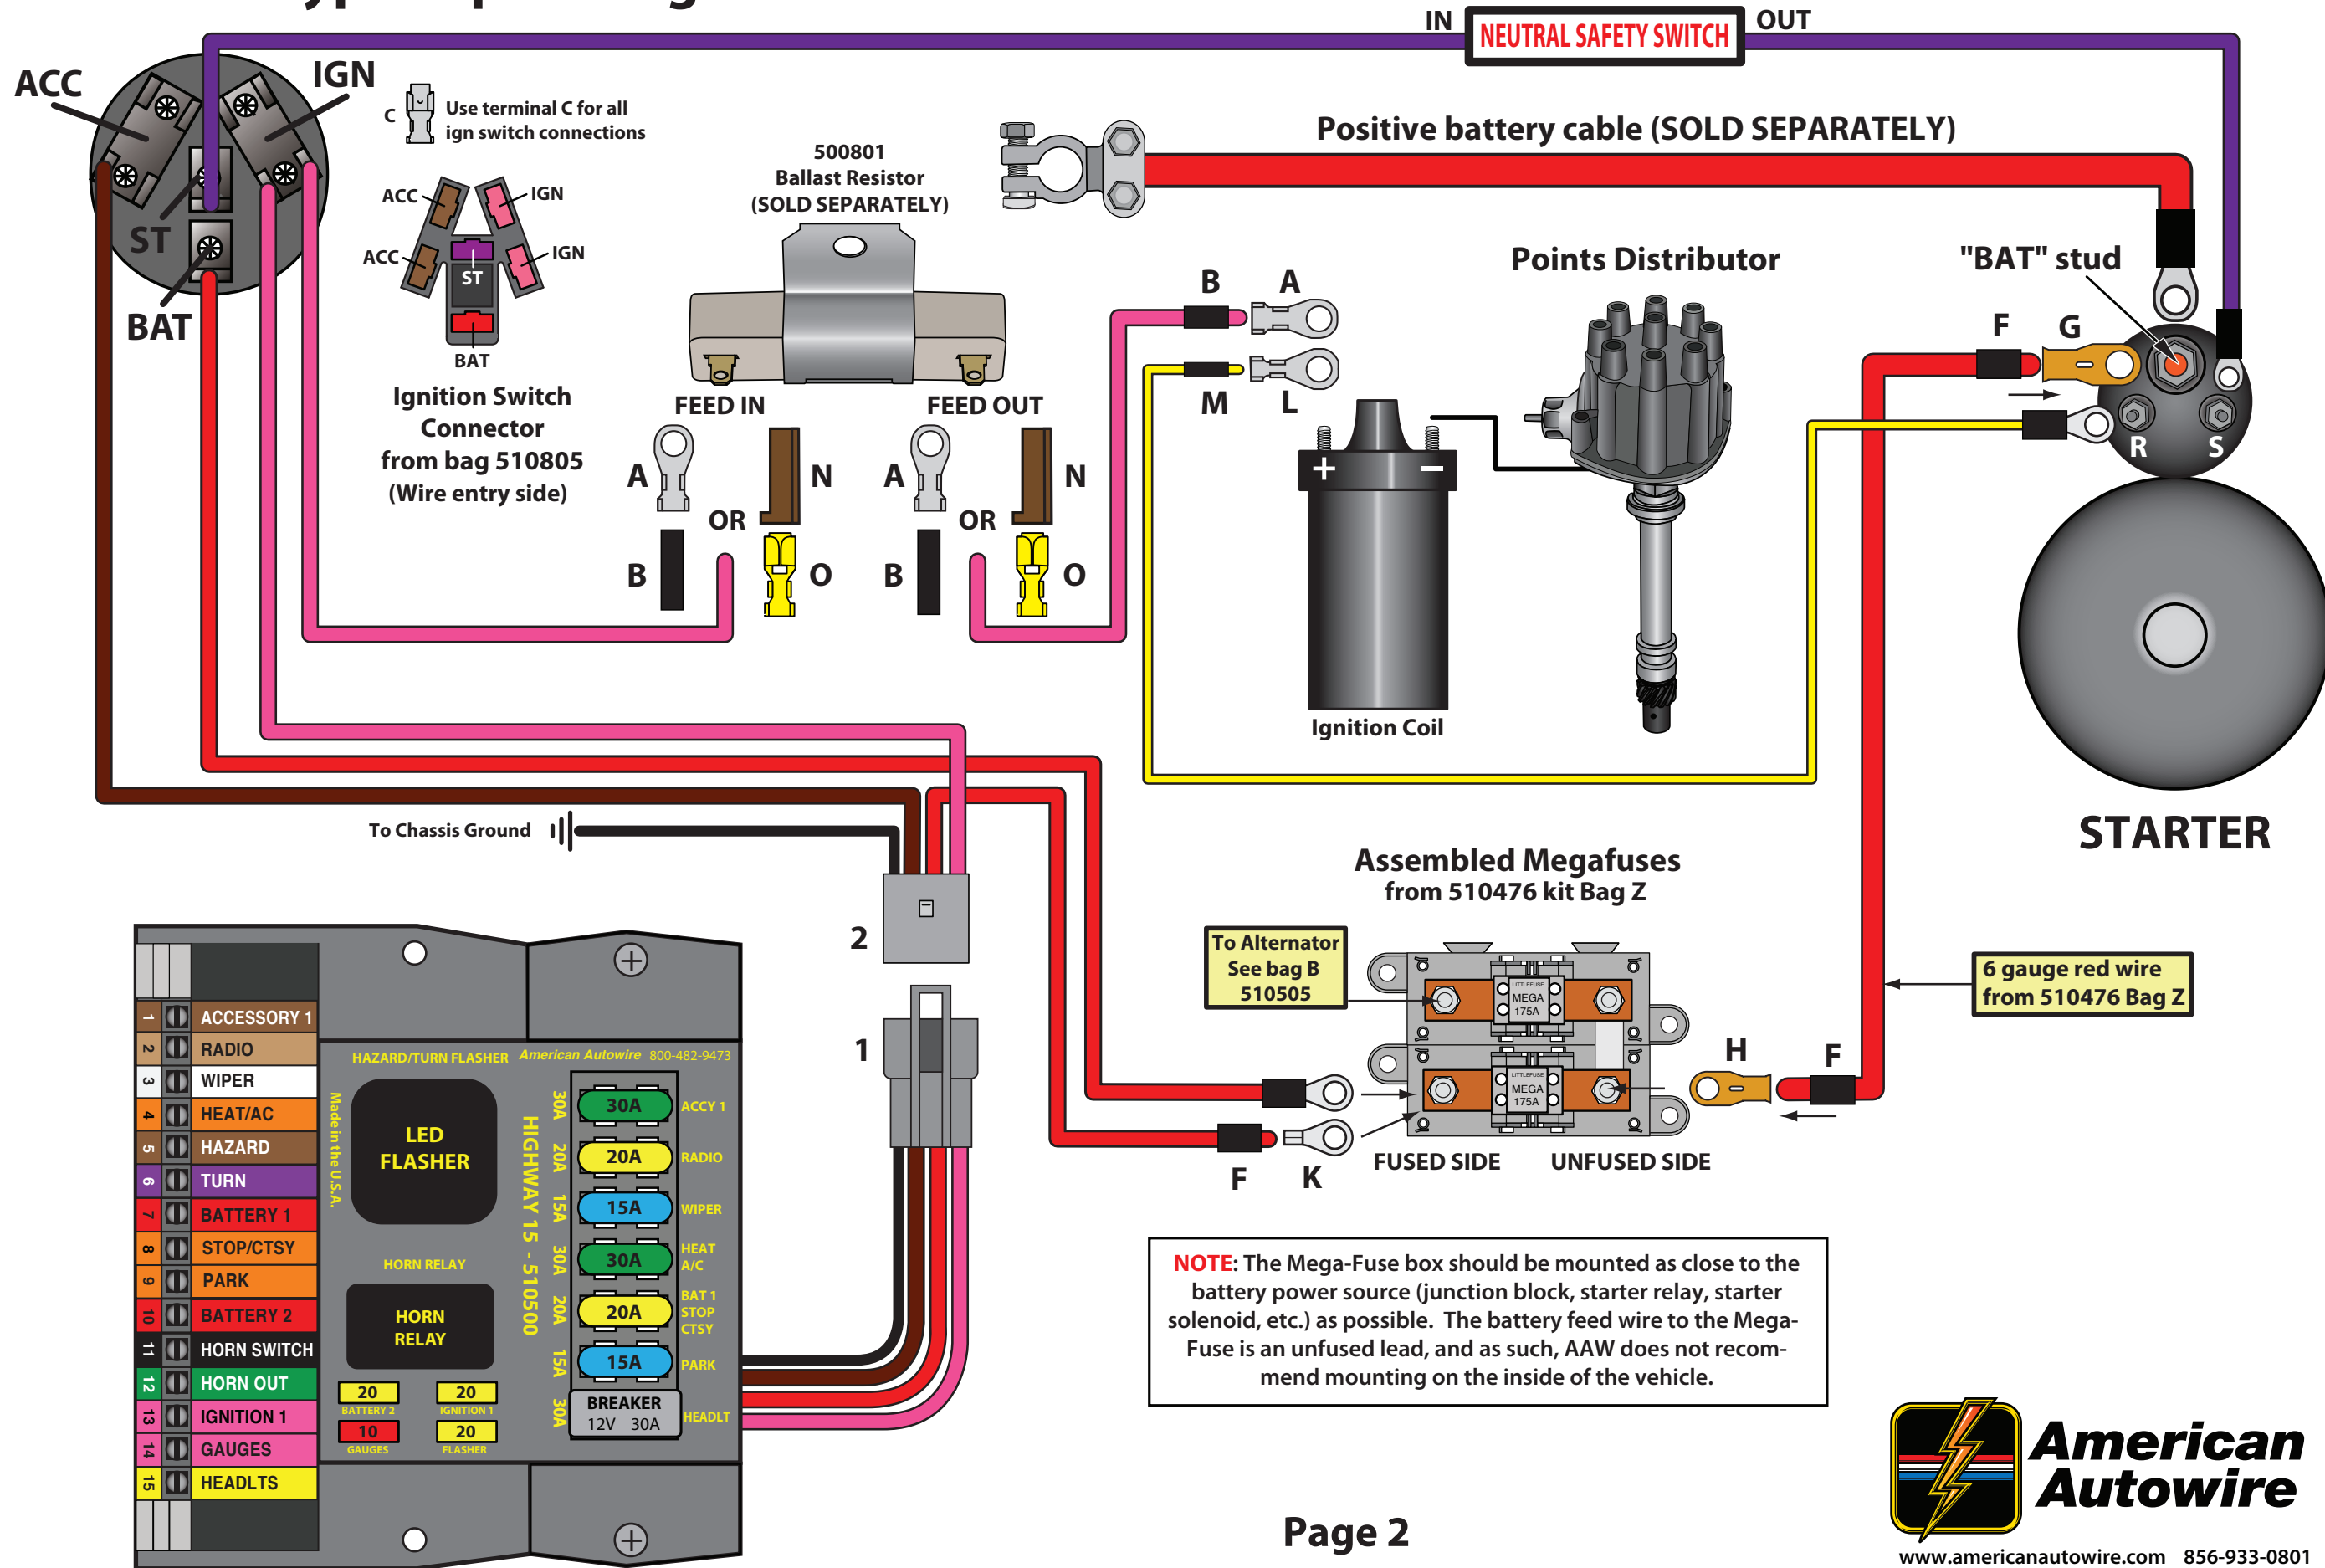 IN
NEUTRAL SAFETY SWITCH
OUT
ACC
IGN
ST
BAT
C
Use terminal C for all
ign switch connections
ACC
IGN
ACC
IGN
ST
BAT
Ignition Switch
Connector
from bag 510805
(Wire entry side)
500801
Ballast Resistor
(SOLD SEPARATELY)
FEED IN
FEED OUT
A
N
OR
B
O
A
N
OR
B
O
Positive battery cable (SOLD SEPARATELY)
B
A
M
L
Points Distributor
"BAT" stud
F
G
R
S
+
−
Ignition Coil
STARTER
To Chassis Ground
2
1
Assembled Megafuses
from 510476 kit Bag Z
To Alternator
See bag B
510505
LITTLEFUSE
MEGA
175A
LITTLEFUSE
MEGA
175A
6 gauge red wire
from 510476 Bag Z
H
F
FUSED SIDE
UNFUSED SIDE
F
K
NOTE: The Mega-Fuse box should be mounted as close to the
battery power source (junction block, starter relay, starter
solenoid, etc.) as possible. The battery feed wire to the Mega-
Fuse is an unfused lead, and as such, AAW does not recom-
mend mounting on the inside of the vehicle.
1 ACCESSORY 1
2 RADIO
3 WIPER
4 HEAT/AC
5 HAZARD
6 TURN
7 BATTERY 1
8 STOP/CTSY
9 PARK
10 BATTERY 2
11 HORN SWITCH
12 HORN OUT
13 IGNITION 1
14 GAUGES
15 HEADLTS
HAZARD/TURN FLASHER
American Autowire 800-482-9473
Made in the U.S.A.
LED
FLASHER
HORN RELAY
HORN
RELAY
20
BATTERY 2
20
IGNITION 1
10
GAUGES
20
FLASHER
HIGHWAY 15 - 510500
30A 30A ACCY 1
20A 20A RADIO
15A 15A WIPER
30A 30A HEAT
A/C
20A 20A BAT 1
STOP
CTSY
15A 15A PARK
30A BREAKER
12V 30A
HEADLT
Page 2
American
Autowire
www.americanautowire.com 856-933-0801